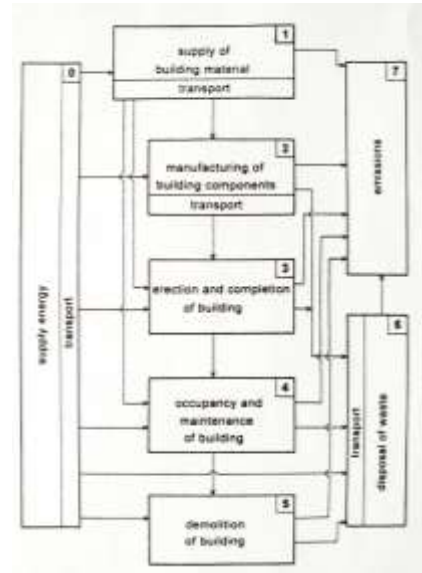 1
supply of
building material
transport
0
supply energy
transport
2
manufacturing of
building components
transport
3
erection and completion
of building
4
occupancy and
maintenance
of building
5
demolition
of building
7
emissions
6
transport
disposal of waste